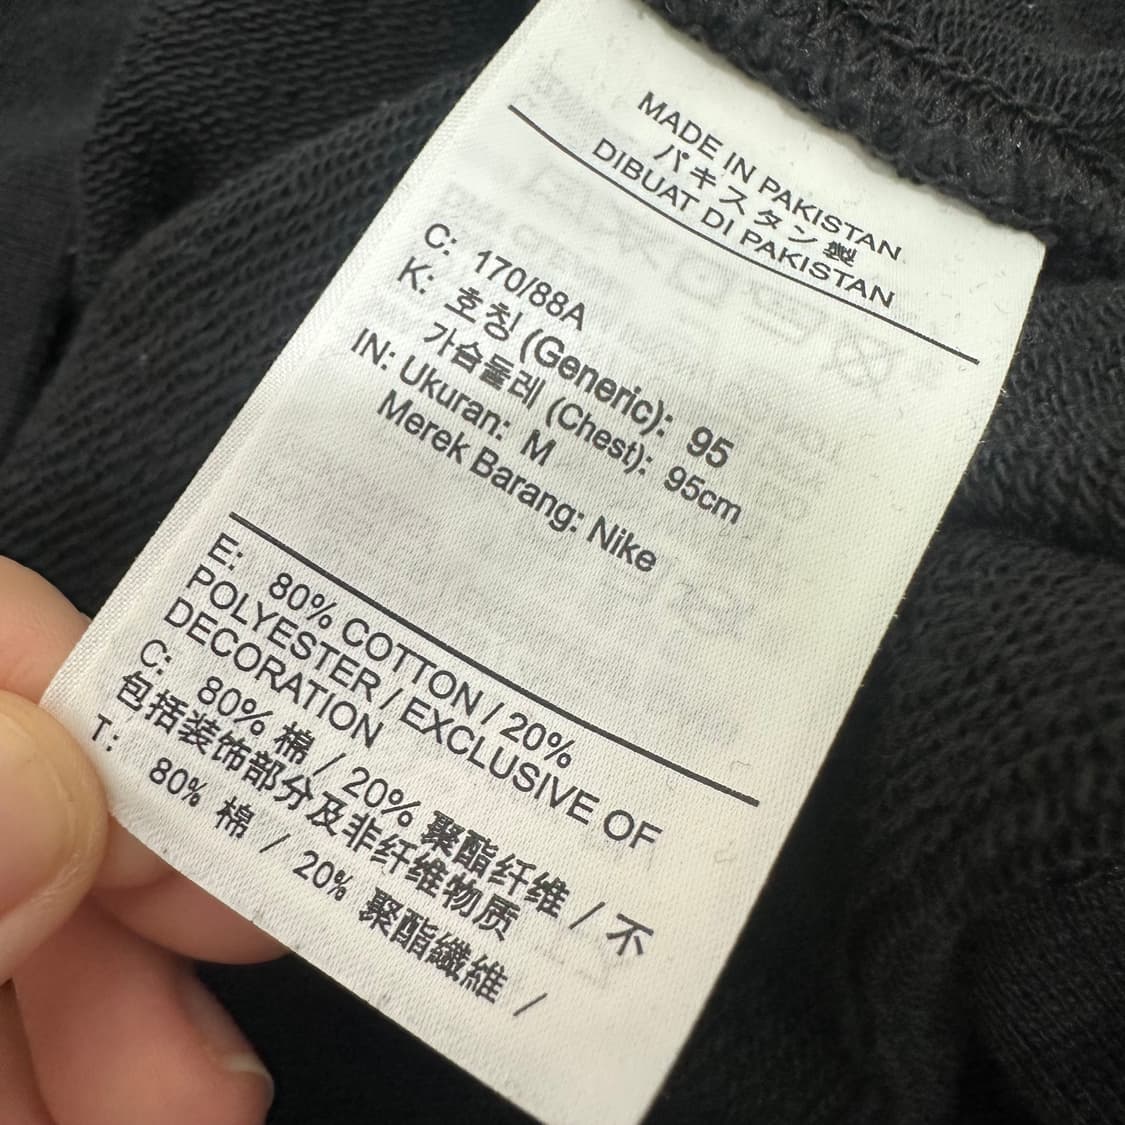 MADE IN PAKISTAN
パキスタン製
DIBUAT DI PAKISTAN
C: 170/88A
K: 호칭 (Generic): 95
가슴둘레 (Chest): 95cm
IN: Ukuran: M
Merek Barang: Nike
E: 80% COTTON / 20%
POLYESTER / EXCLUSIVE OF
DECORATION
C: 80% 棉 / 20% 聚酯纤维 / 不
包括装饰部分及非纤维物质
T: 80% 棉 / 20% 聚酯纖維 /